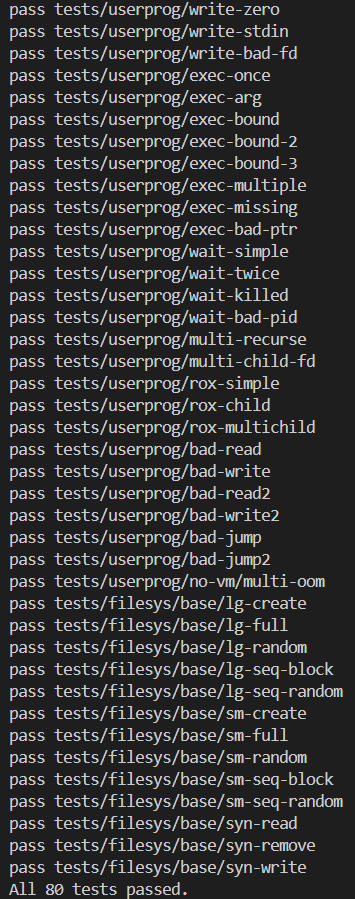 pass tests/userprog/write-zero
pass tests/userprog/write-stdin
pass tests/userprog/write-bad-fd
pass tests/userprog/exec-once
pass tests/userprog/exec-arg
pass tests/userprog/exec-bound
pass tests/userprog/exec-bound-2
pass tests/userprog/exec-bound-3
pass tests/userprog/exec-multiple
pass tests/userprog/exec-missing
pass tests/userprog/exec-bad-ptr
pass tests/userprog/wait-simple
pass tests/userprog/wait-twice
pass tests/userprog/wait-killed
pass tests/userprog/wait-bad-pid
pass tests/userprog/multi-recurse
pass tests/userprog/multi-child-fd
pass tests/userprog/rox-simple
pass tests/userprog/rox-child
pass tests/userprog/rox-multichild
pass tests/userprog/bad-read
pass tests/userprog/bad-write
pass tests/userprog/bad-read2
pass tests/userprog/bad-write2
pass tests/userprog/bad-jump
pass tests/userprog/bad-jump2
pass tests/userprog/no-vm/multi-oom
pass tests/filesys/base/lg-create
pass tests/filesys/base/lg-full
pass tests/filesys/base/lg-random
pass tests/filesys/base/lg-seq-block
pass tests/filesys/base/lg-seq-random
pass tests/filesys/base/sm-create
pass tests/filesys/base/sm-full
pass tests/filesys/base/sm-random
pass tests/filesys/base/sm-seq-block
pass tests/filesys/base/sm-seq-random
pass tests/filesys/base/syn-read
pass tests/filesys/base/syn-remove
pass tests/filesys/base/syn-write
All 80 tests passed.